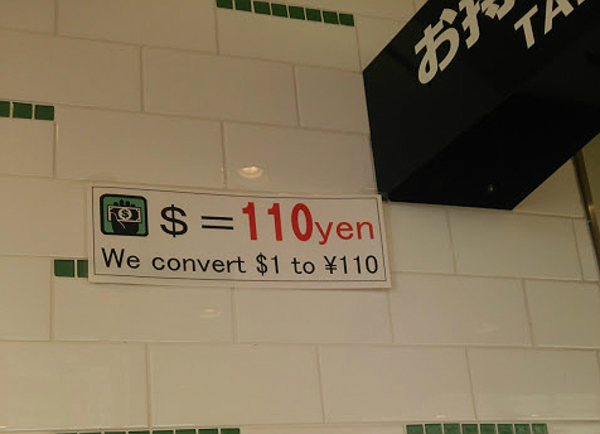 お持
TA
$ = 110yen
We convert $1 to ¥110